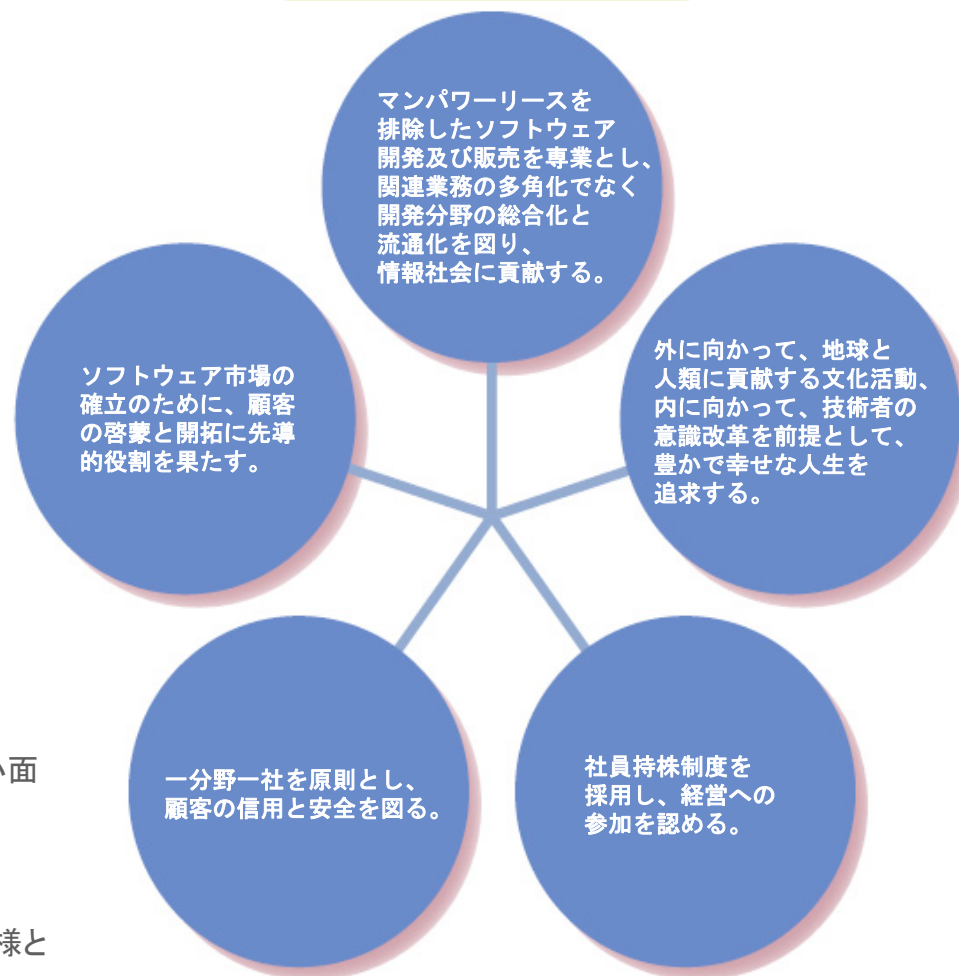 マンパワーリースを
排除したソフトウェア
開発及び販売を専業とし、
関連業務の多角化でなく
開発分野の総合化と
流通化を図り、
情報社会に貢献する。
ソフトウェア市場の
確立のために、顧客
の啓蒙と開拓に先導
的役割を果たす。
外に向かって、地球と
人類に貢献する文化活動、
内に向かって、技術者の
意識改革を前提として、
豊かで幸せな人生を
追求する。
一分野一社を原則とし、
顧客の信用と安全を図る。
社員持株制度を
採用し、経営への
参加を認める。
面
様と